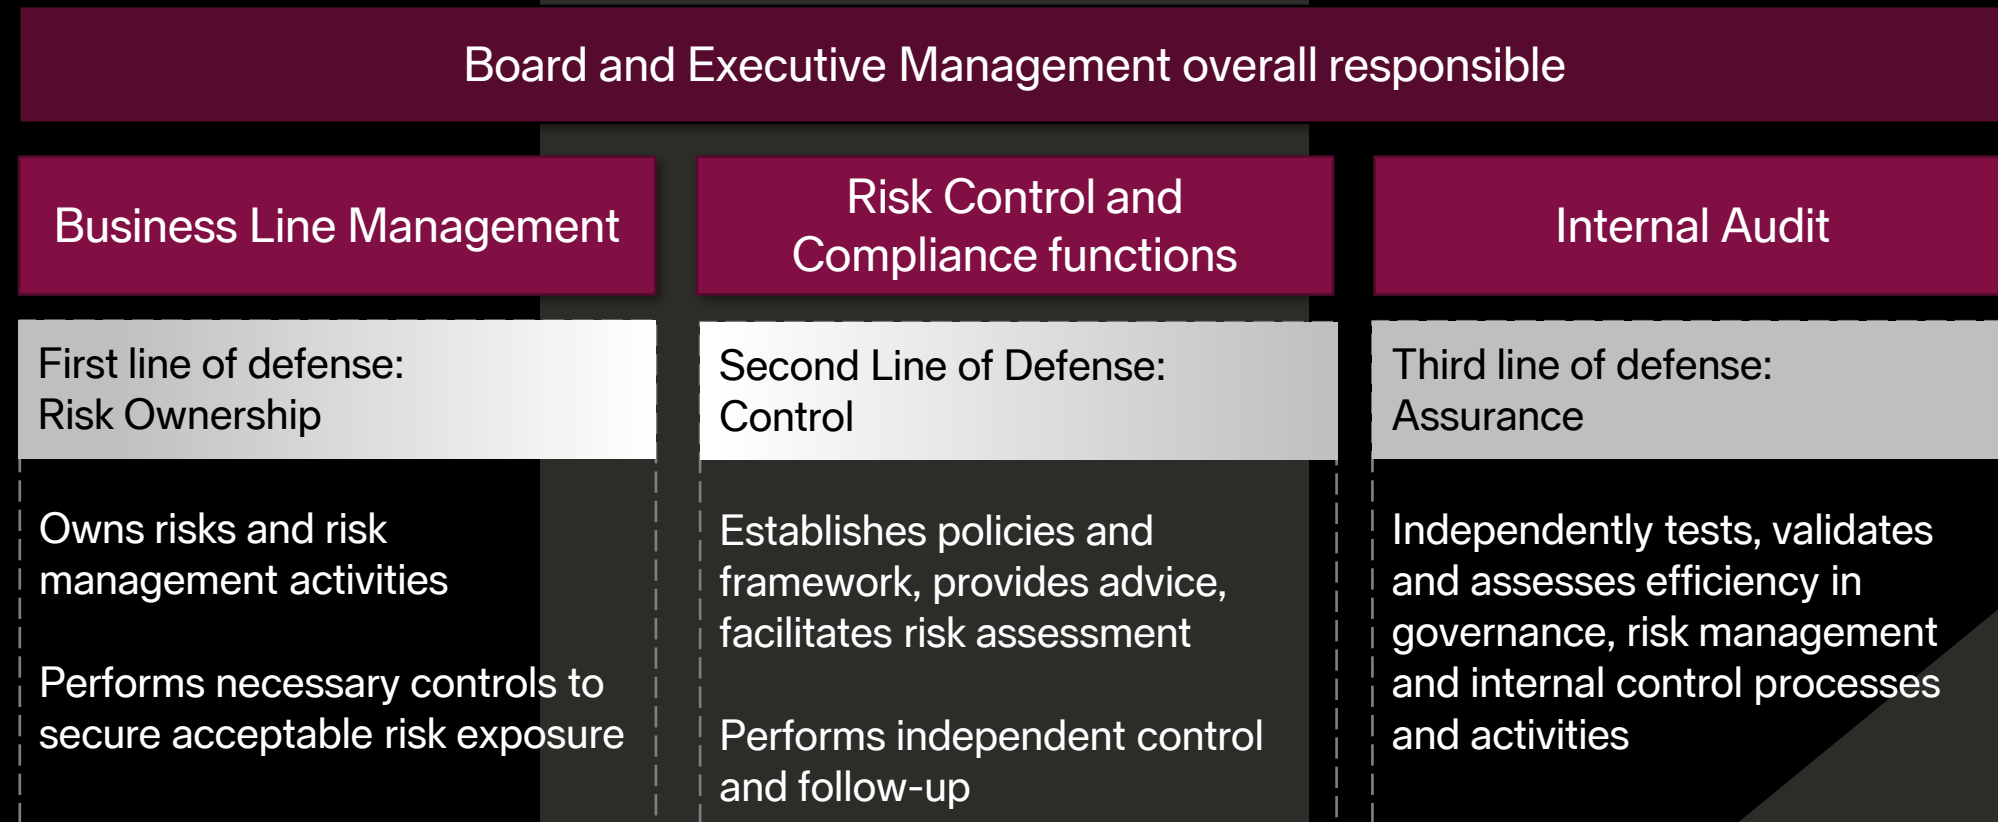 Board and Executive Management overall responsible
Business Line Management
First line of defense:
Risk Ownership
Owns risks and risk
management activities
Performs necessary controls to
secure acceptable risk exposure
Risk Control and
Compliance functions
Second Line of Defense:
Control
Establishes policies and
framework, provides advice,
facilitates risk assessment
Performs independent control
and follow-up
Internal Audit
Third line of defense:
Assurance
Independently tests, validates
and assesses efficiency in
governance, risk management
and internal control processes
and activities